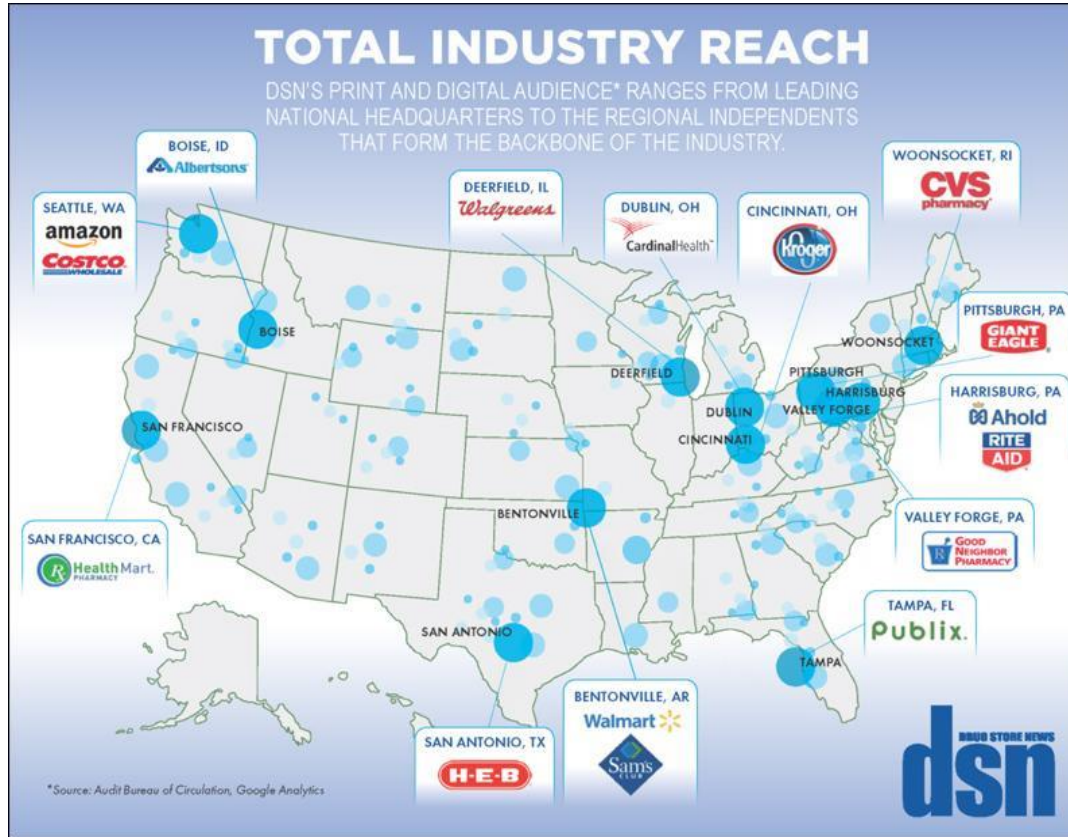 TOTAL INDUSTRY REACH
DSN'S PRINT AND DIGITAL AUDIENCE* RANGES FROM LEADING
NATIONAL HEADQUARTERS TO THE REGIONAL INDEPENDENTS
THAT FORM THE BACKBONE OF THE INDUSTRY.
BOISE, ID
Albertsons
SEATTLE, WA
amazon
COSTCO
WHOLESALE
DEERFIELD, IL
Walgreens
DUBLIN, OH
CardinalHealth™
CINCINNATI, OH
Kroger
WOONSOCKET, RI
CVS
pharmacy
PITTSBURGH, PA
GIANT
EAGLE
HARRISBURG, PA
Ahold
RITE
AID
VALLEY FORGE, PA
GOOD
NEIGHBOR
PHARMACY
TAMPA, FL
Publix.
BENTONVILLE, AR
Walmart
Sam's
CLUB
SAN ANTONIO, TX
H-E-B
SAN FRANCISCO, CA
Health Mart.
PHARMACY
BOISE
SAN FRANCISCO
DEERFIELD
DUBLIN
CINCINNATI
PITTSBURGH
HARRISBURG
VALLEY FORGE
WOONSOCKET
BENTONVILLE
SAN ANTONIO
TAMPA
*Source: Audit Bureau of Circulation, Google Analytics
DRUG STORE NEWS
dsn